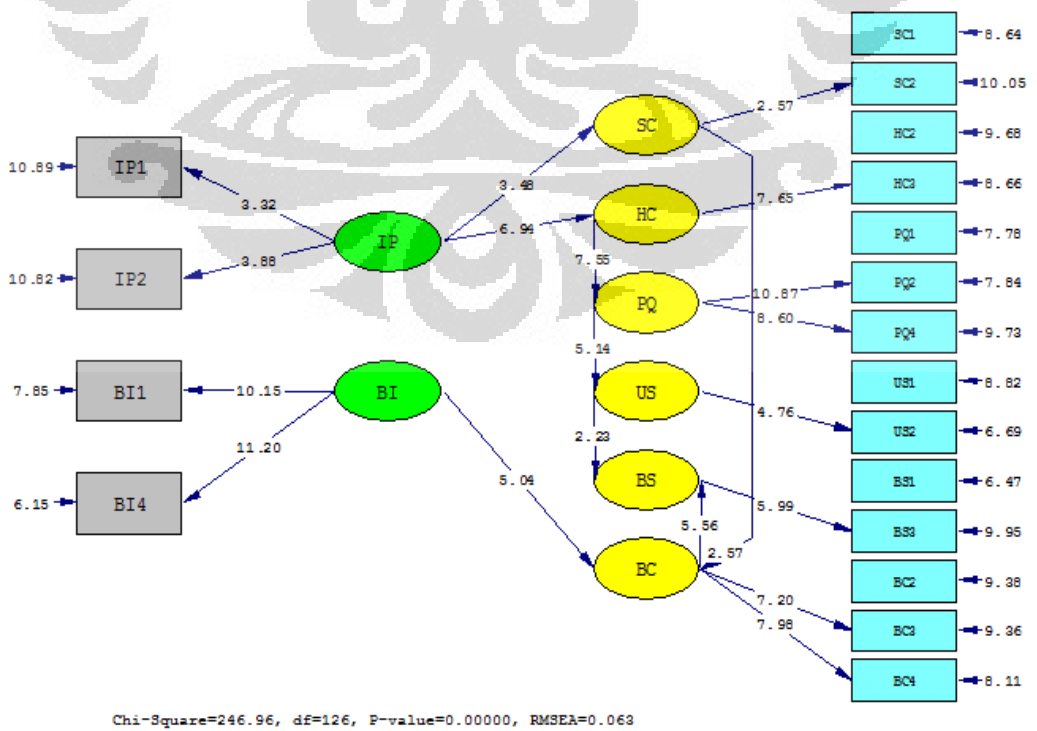 SC1
8.64
SC2
10.05
2.57
SC
HC2
9.68
10.89
IP1
3.48
7.65
HC3
8.66
3.32
HC
6.94
IP
PQ1
7.78
3.88
7.55
10.82
IP2
PQ
10.87
PQ2
7.84
8.60
PQ4
9.73
5.14
7.85
BI1
10.15
BI
US
US1
8.82
4.76
US2
6.69
11.20
2.23
5.04
BS
BS1
6.47
6.15
BI4
5.99
5.56
BS3
9.95
2.57
BC
BC2
9.38
7.20
7.98
BC3
9.36
BC4
8.11
Chi-Square=246.96, df=126, P-value=0.00000, RMSEA=0.063